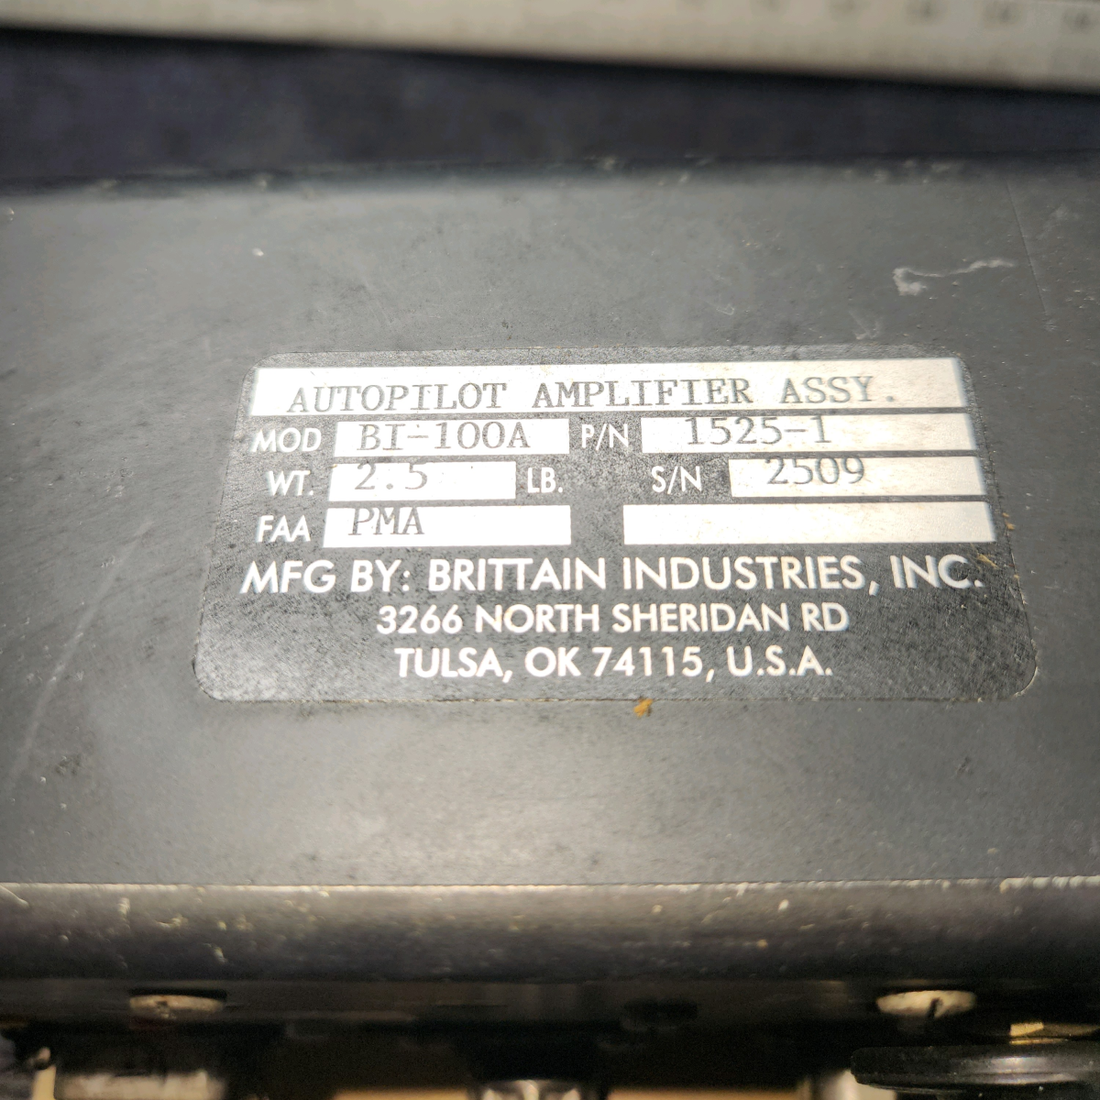 AUTOPILOT AMPLIFIER ASSY.
MOD BI-100A P/N 1525-1
WT. 2.5 LB. S/N 2509
FAA PMA
MFG BY: BRITTAIN INDUSTRIES, INC.
3266 NORTH SHERIDAN RD
TULSA, OK 74115, U.S.A.